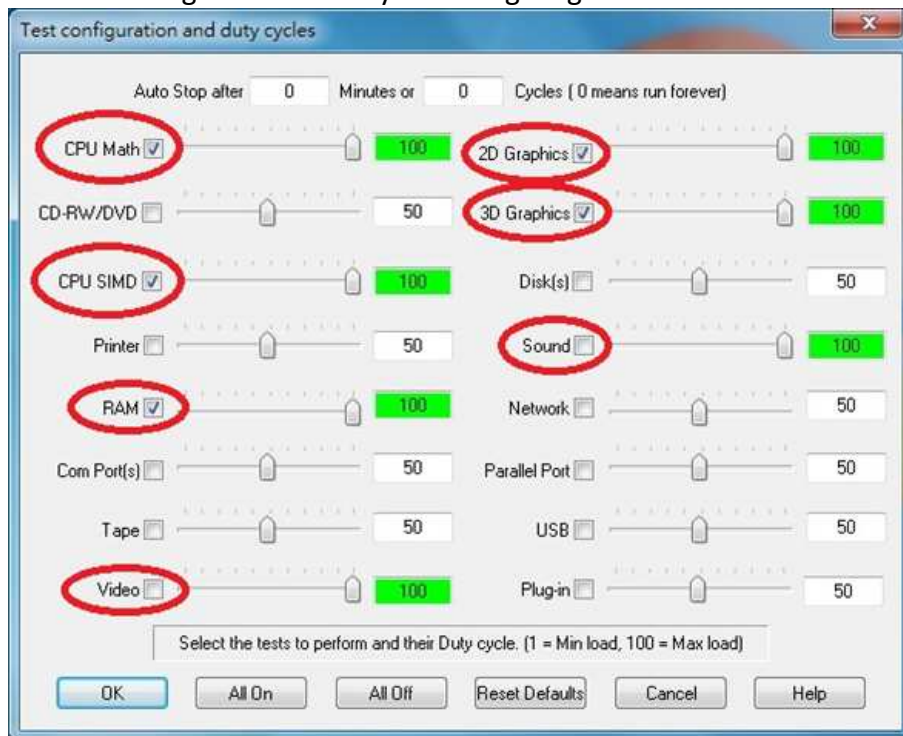 Test configuration and duty cycles
Auto Stop after 0 Minutes or 0 Cycles ( 0 means run forever)
CPU Math 100 2D Graphics 100
CD-RW/DVD 50 3D Graphics 100
CPU SIMD 100 Disk(s) 50
Printer 50 Sound 100
RAM 100 Network 50
Com Port(s) 50 Parallel Port 50
Tape 50 USB 50
Video 100 Plug-in 50
Select the tests to perform and their Duty cycle. (1 = Min load, 100 = Max load)
OK All On All Off Reset Defaults Cancel Help